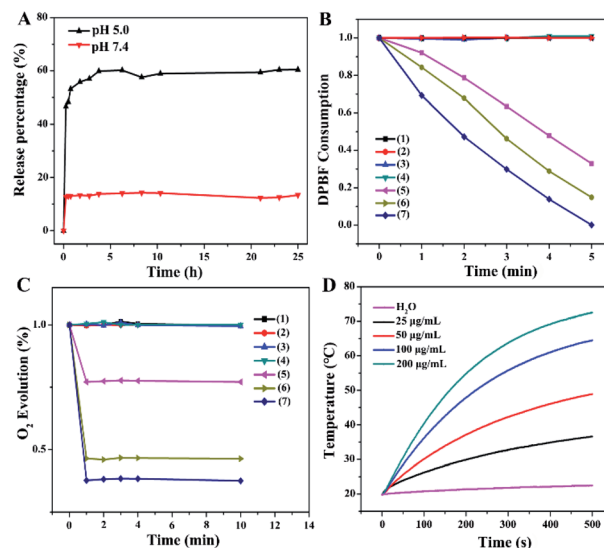 A
pH 5.0
pH 7.4
Release percentage (%)
80
60
40
20
0
0 5 10 15 20 25
Time (h)
B
DPBF Consumption
1.0
0.8
0.6
0.4
0.2
0.0
(1)
(2)
(3)
(4)
(5)
(6)
(7)
0 1 2 3 4 5
Time (min)
C
O2 Evolution (%)
1.0
0.5
(1)
(2)
(3)
(4)
(5)
(6)
(7)
0 2 4 6 8 10 12 14
Time (min)
D
Temperature (°C)
80
70
60
50
40
30
20
H2O
25 µg/mL
50 µg/mL
100 µg/mL
200 µg/mL
0 100 200 300 400 500
Time (s)